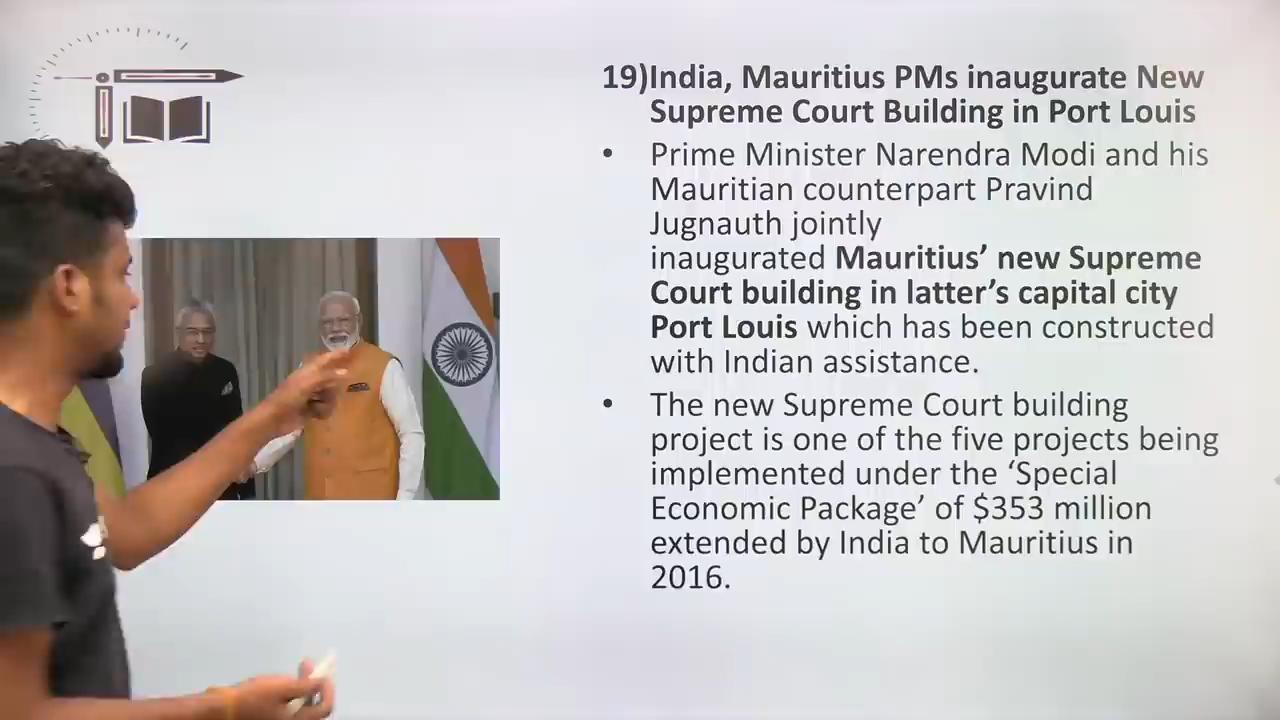 19)India, Mauritius PMs inaugurate New
Supreme Court Building in Port Louis
• Prime Minister Narendra Modi and his
Mauritian counterpart Pravind
Jugnauth jointly
inaugurated Mauritius’ new Supreme
Court building in latter’s capital city
Port Louis which has been constructed
with Indian assistance.
• The new Supreme Court building
project is one of the five projects being
implemented under the ‘Special
Economic Package’ of $353 million
extended by India to Mauritius in
2016.